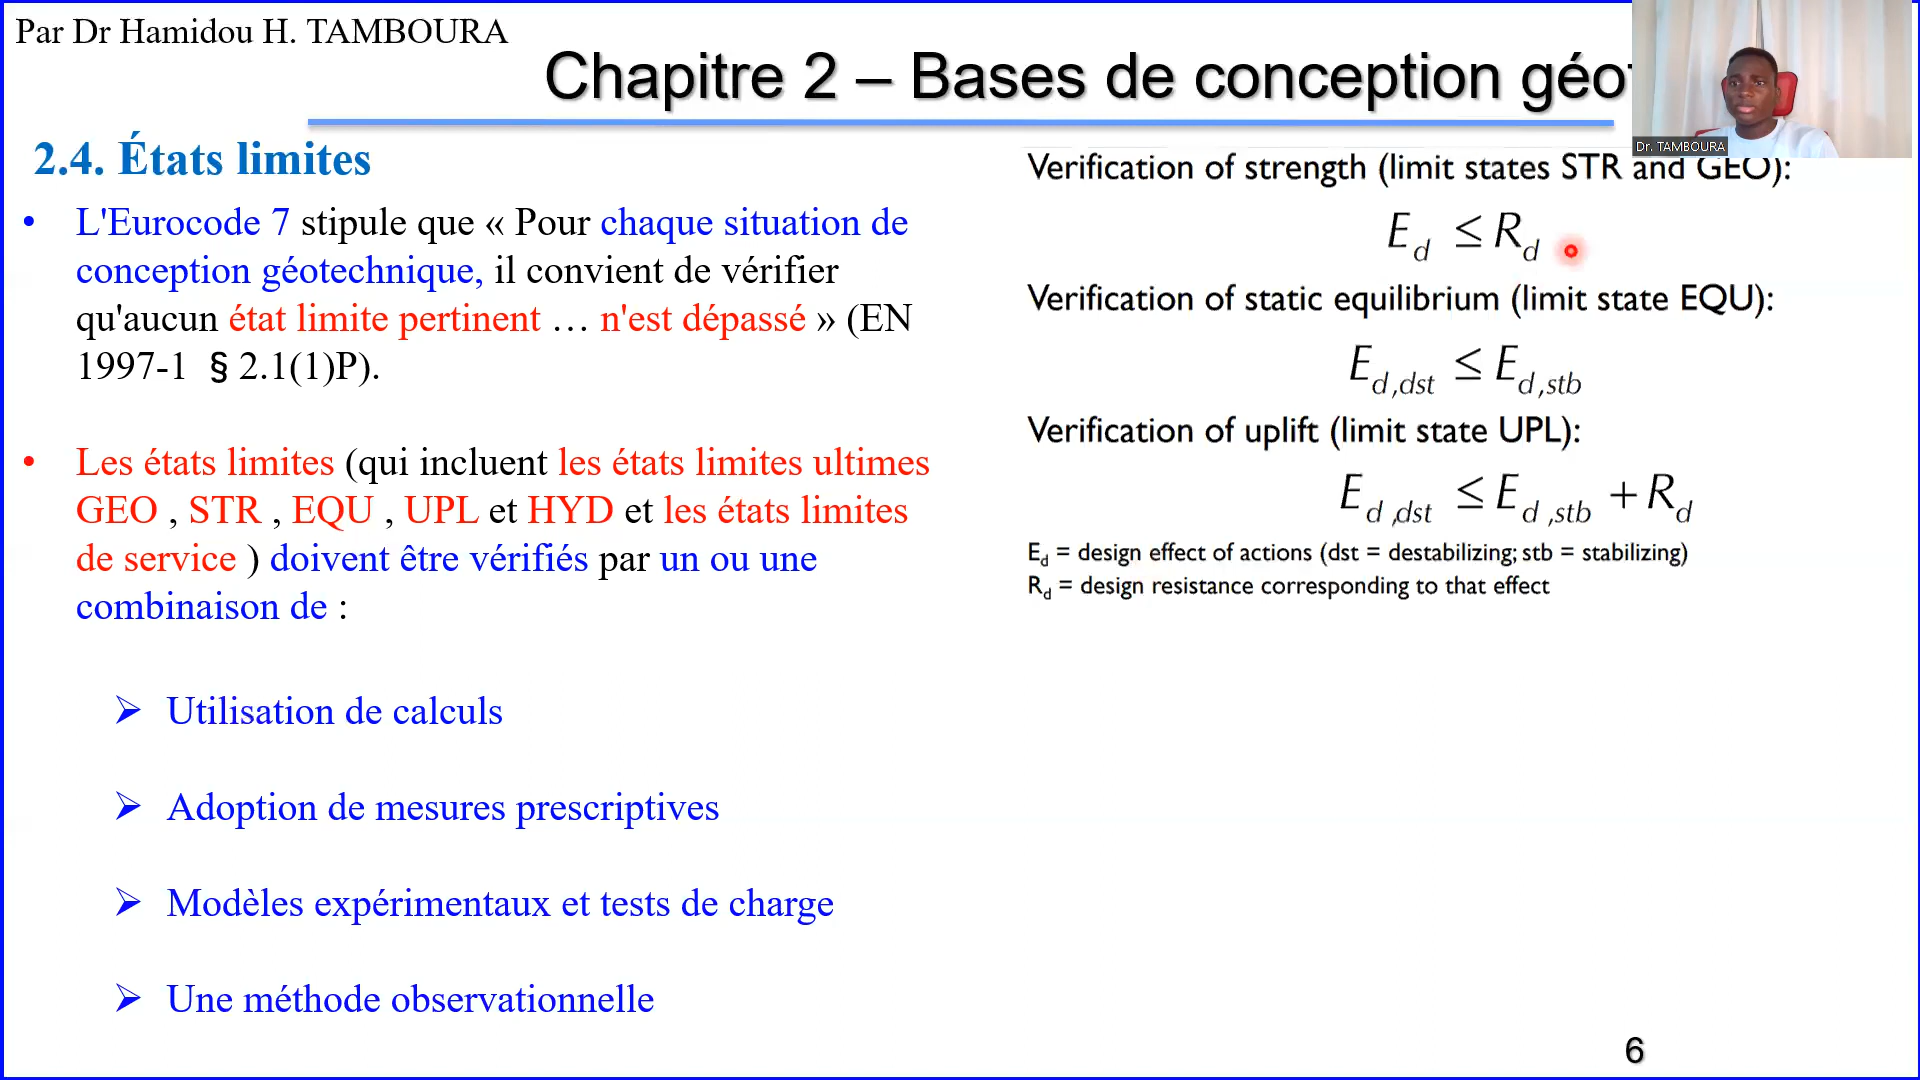 Par Dr Hamidou H. TAMBOURA
Chapitre 2 – Bases de conception
Dr. TAMBOURA
2.4. États limites
• L'Eurocode 7 stipule que « Pour chaque situation de
conception géotechnique, il convient de vérifier
qu'aucun état limite pertinent … n'est dépassé » (EN
1997-1 § 2.1(1)P).
• Les états limites (qui incluent les états limites ultimes
GEO , STR , EQU , UPL et HYD et les états limites
de service ) doivent être vérifiés par un ou une
combinaison de :
➢ Utilisation de calculs
➢ Adoption de mesures prescriptives
➢ Modèles expérimentaux et tests de charge
➢ Une méthode observationnelle
Verification of strength (limit states STR and GEO):
E_d ≤ R_d
Verification of static equilibrium (limit state EQU):
E_d,dst ≤ E_d,stb
Verification of uplift (limit state UPL):
E_d,dst ≤ E_d,stb + R_d
E_d = design effect of actions (dst = destabilizing; stb = stabilizing)
R_d = design resistance corresponding to that effect
6